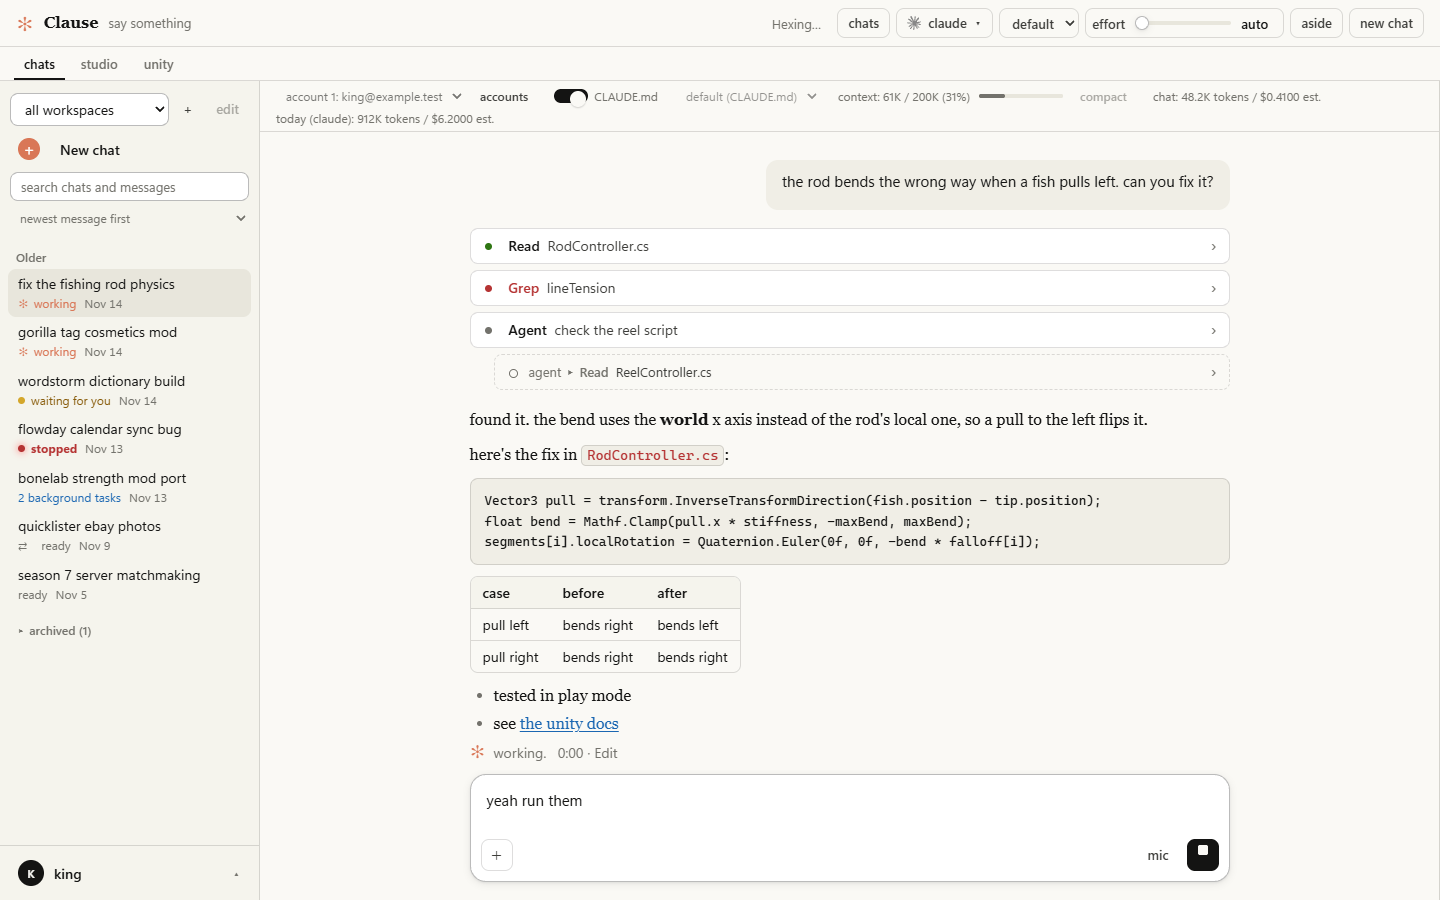 Clause say something
Hexing... chats claude default effort auto aside new chat
chats studio unity
all workspaces + edit
New chat
search chats and messages
newest message first
Older
fix the fishing rod physics
working Nov 14
gorilla tag cosmetics mod
working Nov 14
wordstorm dictionary build
waiting for you Nov 14
flowday calendar sync bug
stopped Nov 13
bonelab strength mod port
2 background tasks Nov 13
quicklister ebay photos
ready Nov 9
season 7 server matchmaking
ready Nov 5
archived (1)
K king
account 1: king@example.test accounts CLAUDE.md default (CLAUDE.md) context: 61K / 200K (31%) compact chat: 48.2K tokens / $0.4100 est.
today (claude): 912K tokens / $6.2000 est.
the rod bends the wrong way when a fish pulls left. can you fix it?
Read RodController.cs
Grep lineTension
Agent check the reel script
agent ▸ Read ReelController.cs
found it. the bend uses the world x axis instead of the rod's local one, so a pull to the left flips it.
here's the fix in RodController.cs:
Vector3 pull = transform.InverseTransformDirection(fish.position - tip.position);
float bend = Mathf.Clamp(pull.x * stiffness, -maxBend, maxBend);
segments[i].localRotation = Quaternion.Euler(0f, 0f, -bend * falloff[i]);
case before after
pull left bends right bends left
pull right bends right bends right
• tested in play mode
• see the unity docs
working. 0:00 · Edit
yeah run them
+ mic